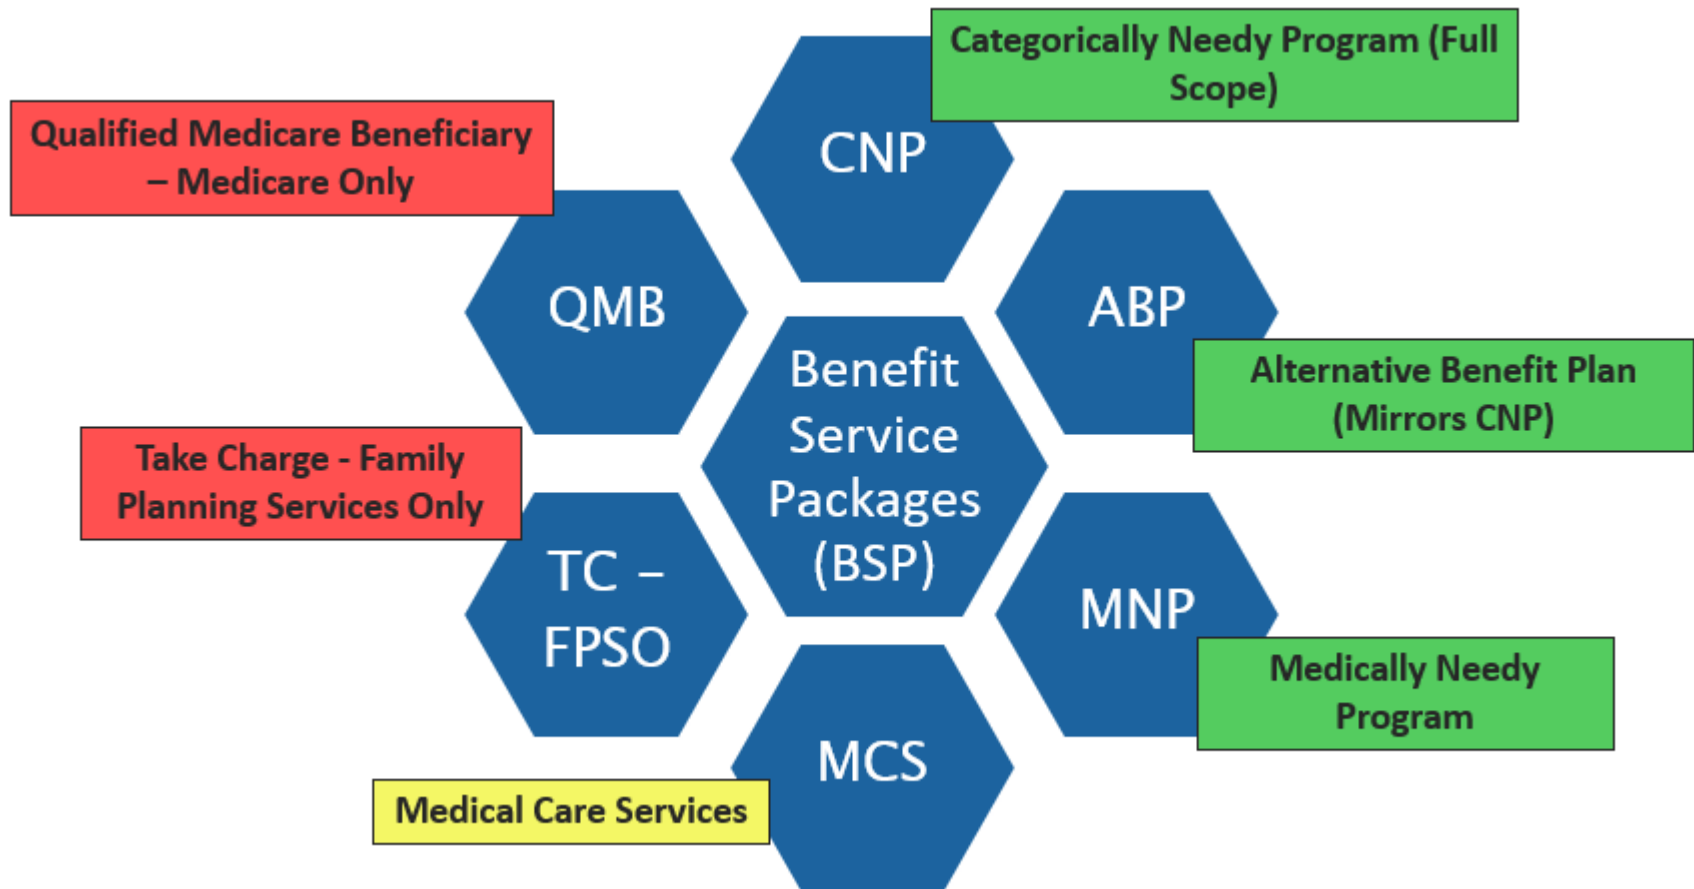 Categorically Needy Program (Full
Scope)
CNP
Qualified Medicare Beneficiary
– Medicare Only
QMB
ABP
Alternative Benefit Plan
(Mirrors CNP)
Benefit
Service
Packages
(BSP)
Take Charge - Family
Planning Services Only
TC –
FPSO
MNP
Medically Needy
Program
MCS
Medical Care Services